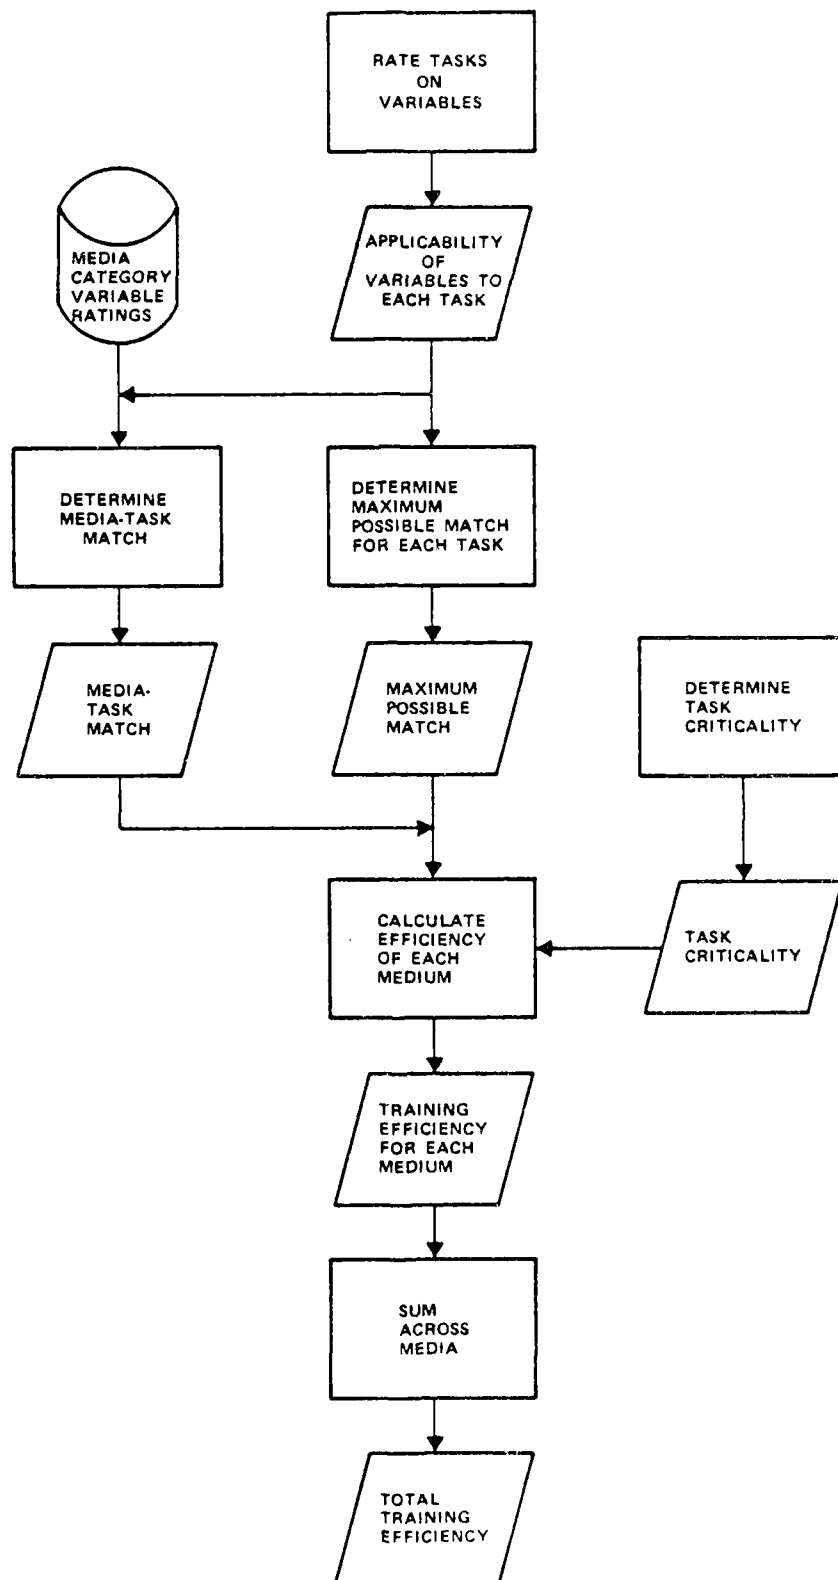 RATE TASKS
ON
VARIABLES
APPLICABILITY
OF
VARIABLES TO
EACH TASK
MEDIA
CATEGORY
VARIABLE
RATINGS
DETERMINE
MEDIA-TASK
MATCH
DETERMINE
MAXIMUM
POSSIBLE MATCH
FOR EACH TASK
MEDIA-
TASK
MATCH
MAXIMUM
POSSIBLE
MATCH
DETERMINE
TASK
CRITICALITY
CALCULATE
EFFICIENCY
OF EACH
MEDIUM
TASK
CRITICALITY
TRAINING
EFFICIENCY
FOR EACH
MEDIUM
SUM
ACROSS
MEDIA
TOTAL
TRAINING
EFFICIENCY